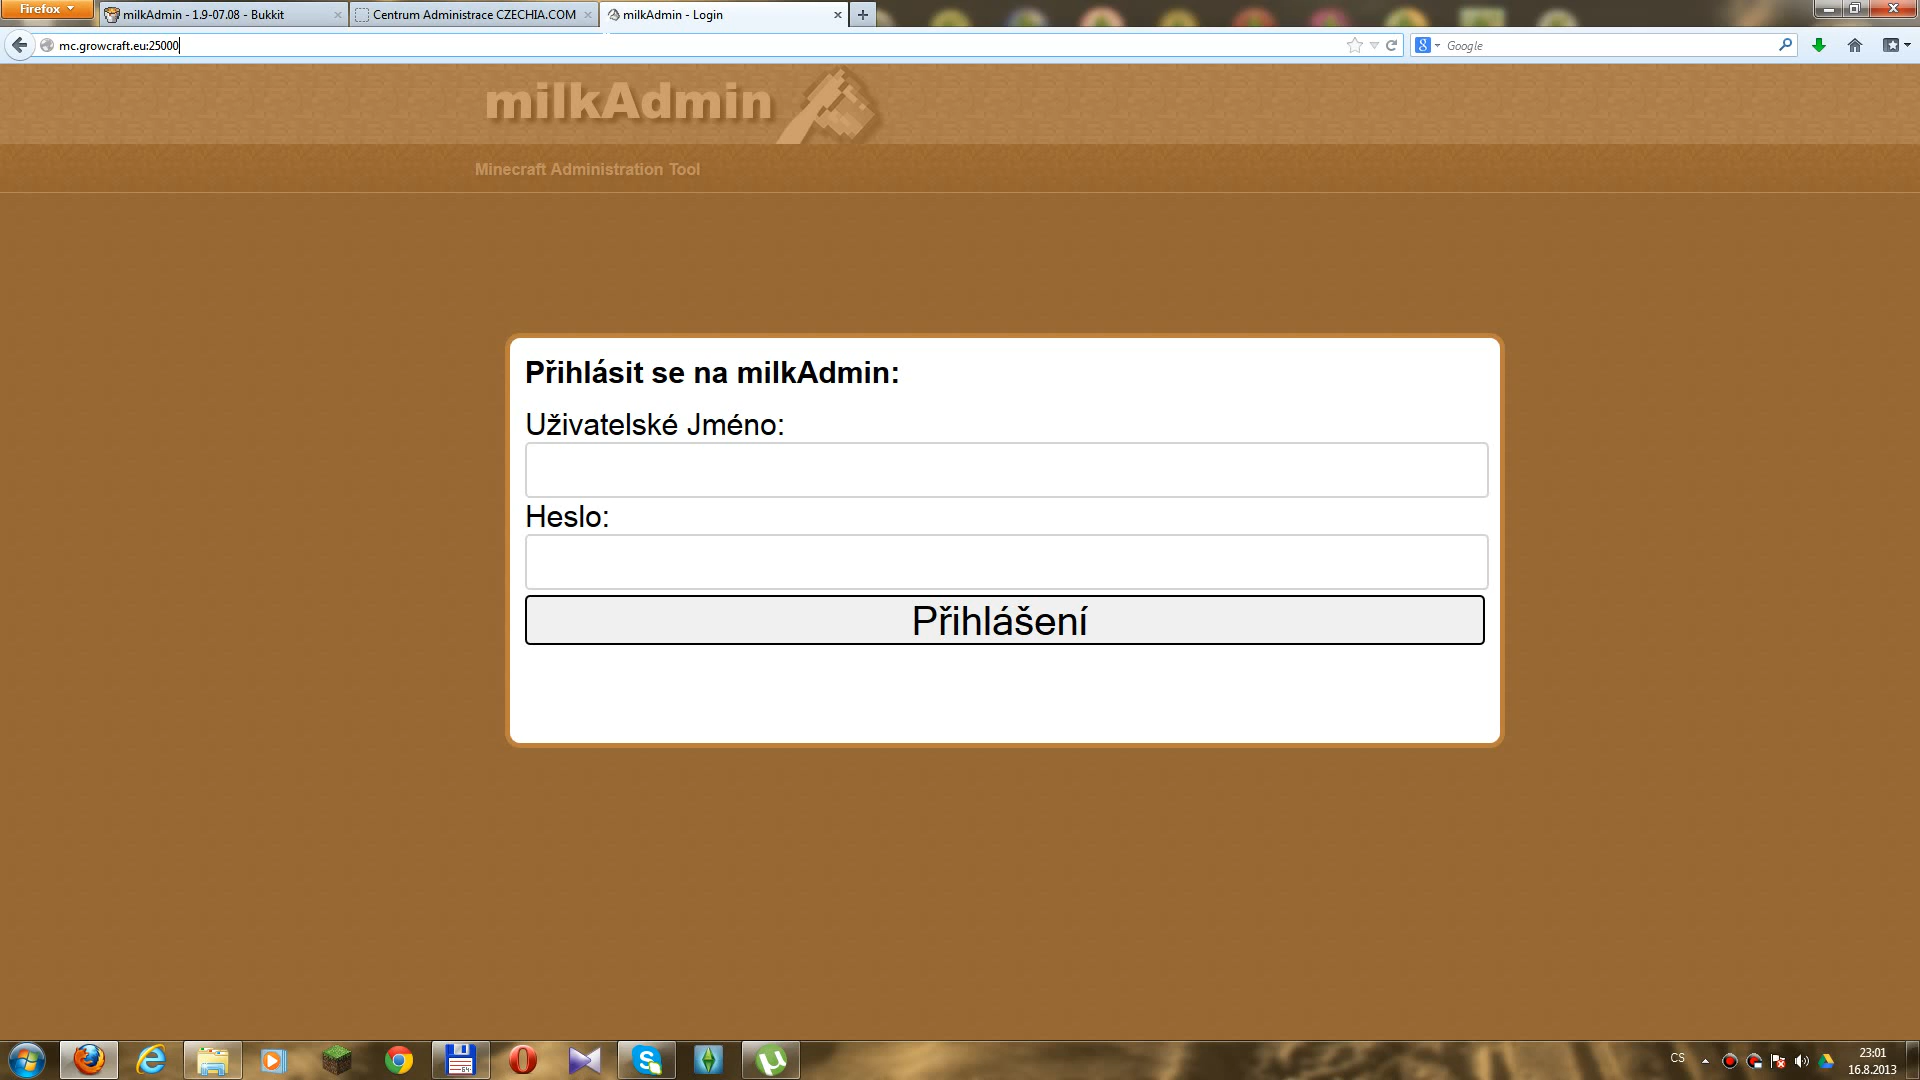 Firefox
milkAdmin - 1.9-07.08 - Bukkit
Centrum Administrace CZECHIA.COM
milkAdmin - Login
mc.growcraft.eu:25000
Google
milkAdmin
Minecraft Administration Tool
Přihlásit se na milkAdmin:
Uživatelské Jméno:
Heslo:
Přihlášení
CS
23:01
16.8.2013